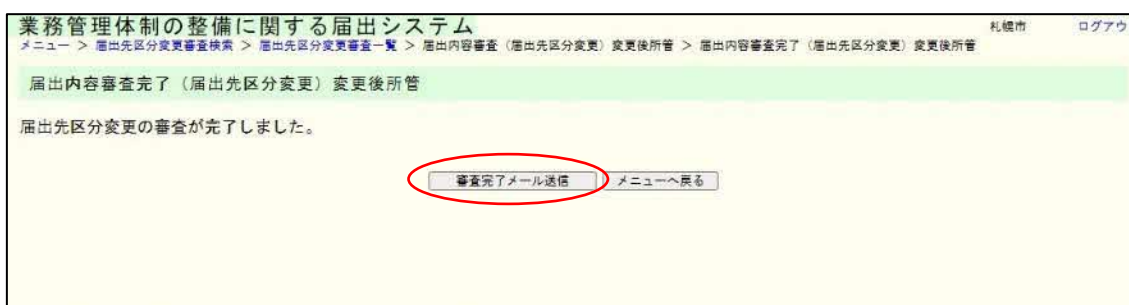 業務管理体制の整備に関する届出システム
札幌市 ログアウ
メニュー > 届出先区分変更審査検索 > 届出先区分変更審査一覧 > 届出内容審査(届出先区分変更)変更後所管 > 届出内容審査完了(届出先区分変更)変更後所管
届出内容審査完了(届出先区分変更)変更後所管
届出先区分変更の審査が完了しました。
審査完了メール送信 メニューへ戻る